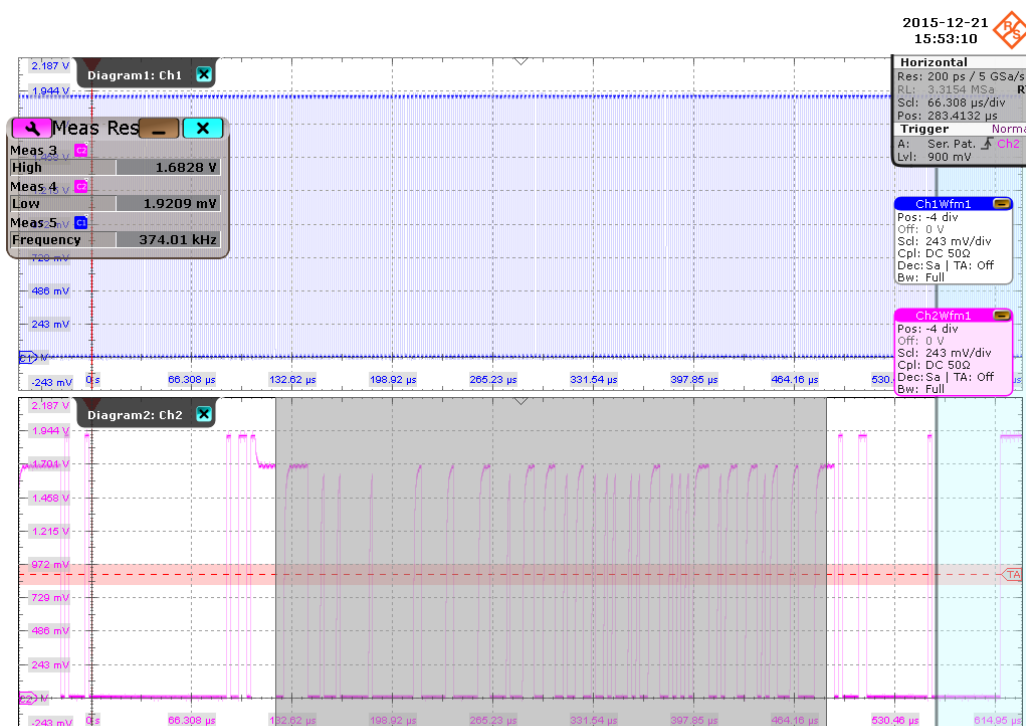 2015-12-21
15:53:10
R S
Horizontal
Res: 200 ps / 5 GSa/s
RL: 3.3154 MSa
Scl: 66.308 µs/div
Pos: 283.4132 µs
Trigger Norma
A: Ser. Pat. Ch2
Lvl: 900 mV
2.187 V
Diagram1: Ch1
1.944 V
Meas Res
Meas 3 C2
High 1.6828 V
Meas 4 C2
Low 1.9209 mV
Meas 5 C1
Frequency 374.01 kHz
486 mV
243 mV
C1
-243 mV 0 s 66.308 µs 132.62 µs 198.92 µs 265.23 µs 331.54 µs 397.85 µs 464.16 µs 530.
Ch1Wfm1
Pos: -4 div
Off: 0 V
Scl: 243 mV/div
Cpl: DC 50Ω
Dec: Sa | TA: Off
Bw: Full
Ch2Wfm1
Pos: -4 div
Off: 0 V
Scl: 243 mV/div
Cpl: DC 50Ω
Dec: Sa | TA: Off
Bw: Full
2.187 V
Diagram2: Ch2
1.944 V
1.701 V
1.458 V
1.215 V
972 mV
TA
729 mV
486 mV
243 mV
C2
-243 mV 0 s 66.308 µs 132.62 µs 198.92 µs 265.23 µs 331.54 µs 397.85 µs 464.16 µs 530.46 µs 614.95 µs